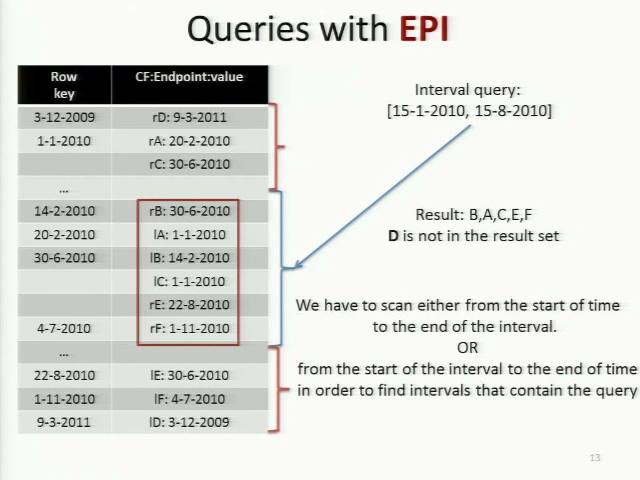 Queries with EPI
Row key CF:Endpoint:value
3-12-2009 rD: 9-3-2011
1-1-2010 rA: 20-2-2010
rC: 30-6-2010
...
14-2-2010 rB: 30-6-2010
20-2-2010 lA: 1-1-2010
30-6-2010 lB: 14-2-2010
lC: 1-1-2010
rE: 22-8-2010
4-7-2010 rF: 1-11-2010
...
22-8-2010 lE: 30-6-2010
1-11-2010 lF: 4-7-2010
9-3-2011 lD: 3-12-2009
Interval query:
[15-1-2010, 15-8-2010]
Result: B,A,C,E,F
D is not in the result set
We have to scan either from the start of time
to the end of the interval.
OR
from the start of the interval to the end of time
in order to find intervals that contain the query
13